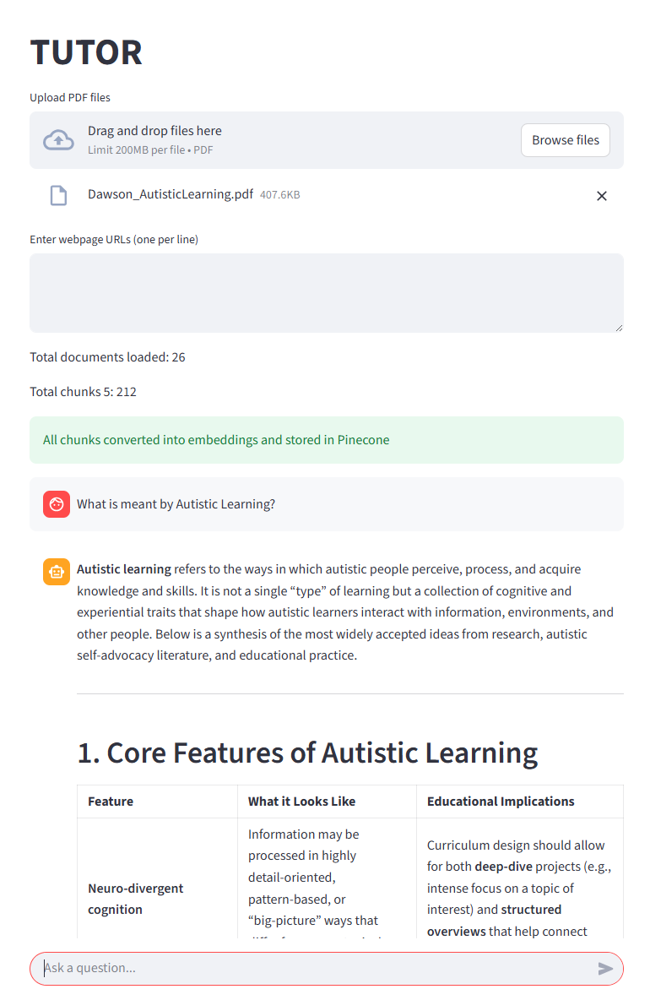 TUTOR
Upload PDF files
Drag and drop files here
Limit 200MB per file • PDF
Browse files
Dawson_AutisticLearning.pdf 407.6KB
Enter webpage URLs (one per line)
Total documents loaded: 26
Total chunks 5: 212
All chunks converted into embeddings and stored in Pinecone
What is meant by Autistic Learning?
Autistic learning refers to the ways in which autistic people perceive, process, and acquire
knowledge and skills. It is not a single “type” of learning but a collection of cognitive and
experiential traits that shape how autistic learners interact with information, environments, and
other people. Below is a synthesis of the most widely accepted ideas from research, autistic
self-advocacy literature, and educational practice.
1. Core Features of Autistic Learning
Feature
What it Looks Like
Educational Implications
Neuro-divergent
cognition
Information may be
processed in highly
detail-oriented,
pattern-based, or
“big-picture” ways that
Curriculum design should allow
for both deep-dive projects (e.g.,
intense focus on a topic of
interest) and structured
overviews that help connect
Ask a question...